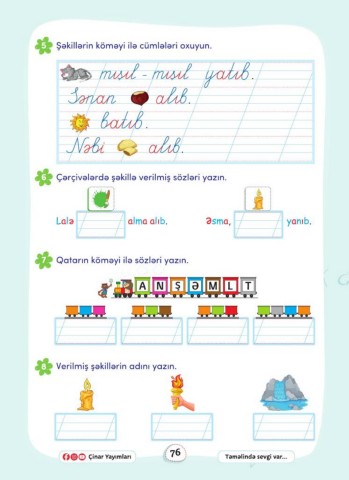 5 Şəkillərin köməyi ilə cümlələri oxuyun.
mısıl - mısıl yatıb.
Sənan alıb.
batıb.
Nəbi alıb.
6 Çərçivələrdə şəkillə verilmiş sözləri yazın.
Lalə alma alıb. Əsma, yanıb.
7 Qatarın köməyi ilə sözləri yazın.
A N Ş Ə M L T
8 Verilmiş şəkillərin adını yazın.
Çinar Yayımları 76 Təməlində sevgi var...